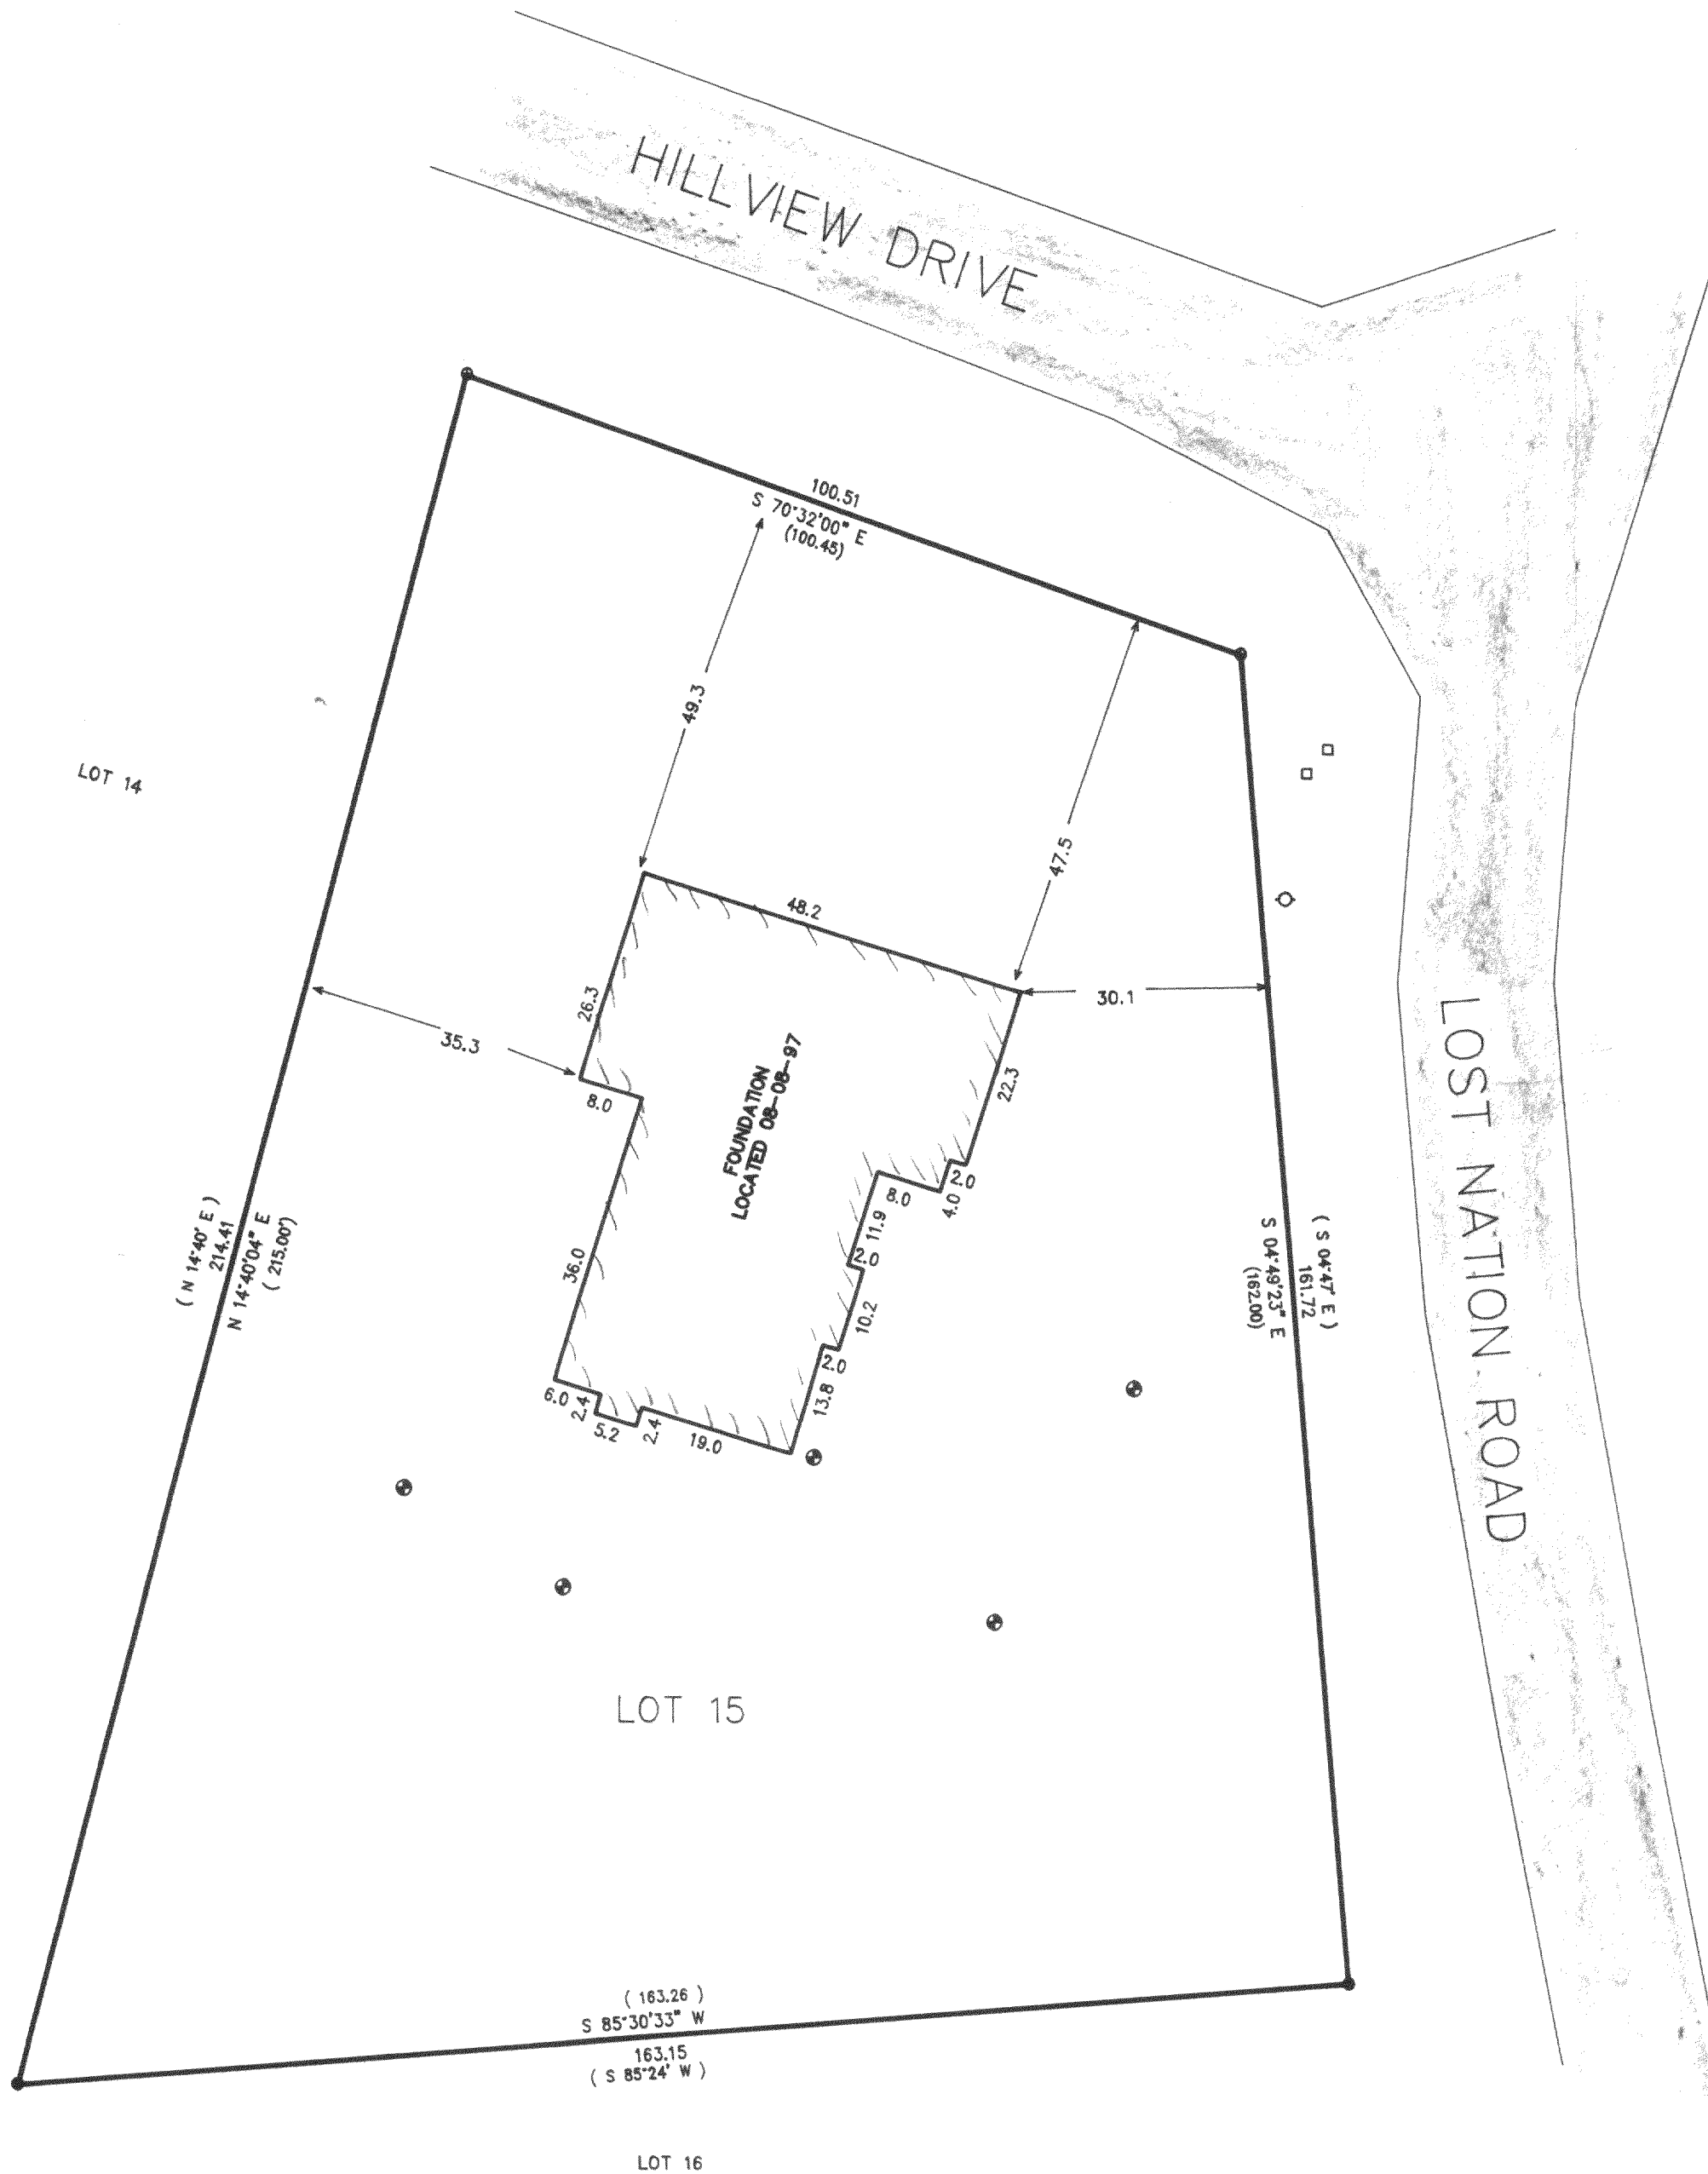 HILLVIEW DRIVE
100.51
S 70°32'00" E
(100.45)
49.3
47.5
LOT 14
48.2
30.1
26.3
35.3
8.0
FOUNDATION
LOCATED 08-08-97
22.3
2.0
4.0
8.0
11.9
2.0
10.2
2.0
13.8
36.0
6.0
2.4
5.2
2.4
19.0
( N 14°40' E )
214.41
N 14°40'04" E
( 215.00')
( S 04°47' E )
161.72
S 04°49'23" E
(162.00)
LOST NATION ROAD
LOT 15
( 163.26 )
S 85°30'33" W
163.15
( S 85°24' W )
LOT 16